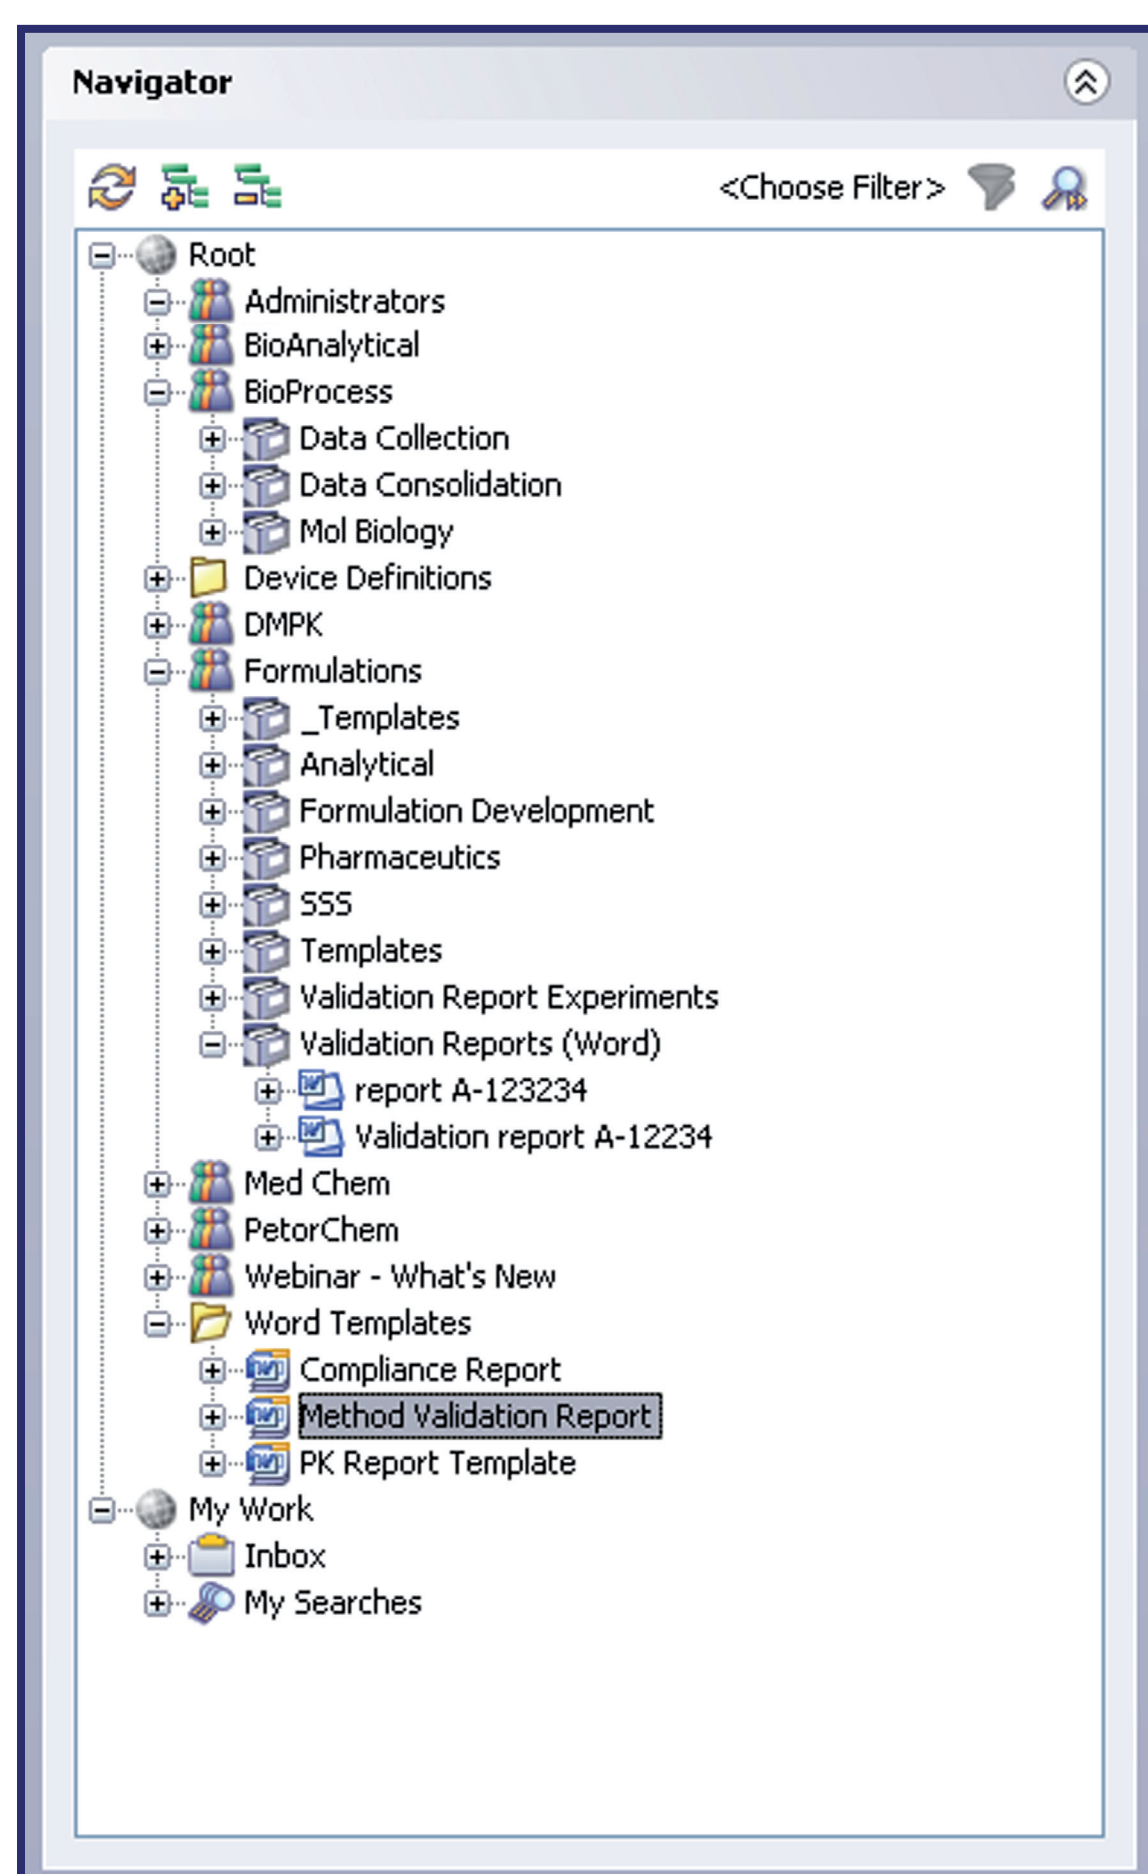 Navigator
<Choose Filter>
Root
Administrators
BioAnalytical
BioProcess
Data Collection
Data Consolidation
Mol Biology
Device Definitions
DMPK
Formulations
_Templates
Analytical
Formulation Development
Pharmaceutics
SSS
Templates
Validation Report Experiments
Validation Reports (Word)
report A-123234
Validation report A-12234
Med Chem
PetorChem
Webinar - What's New
Word Templates
Compliance Report
Method Validation Report
PK Report Template
My Work
Inbox
My Searches